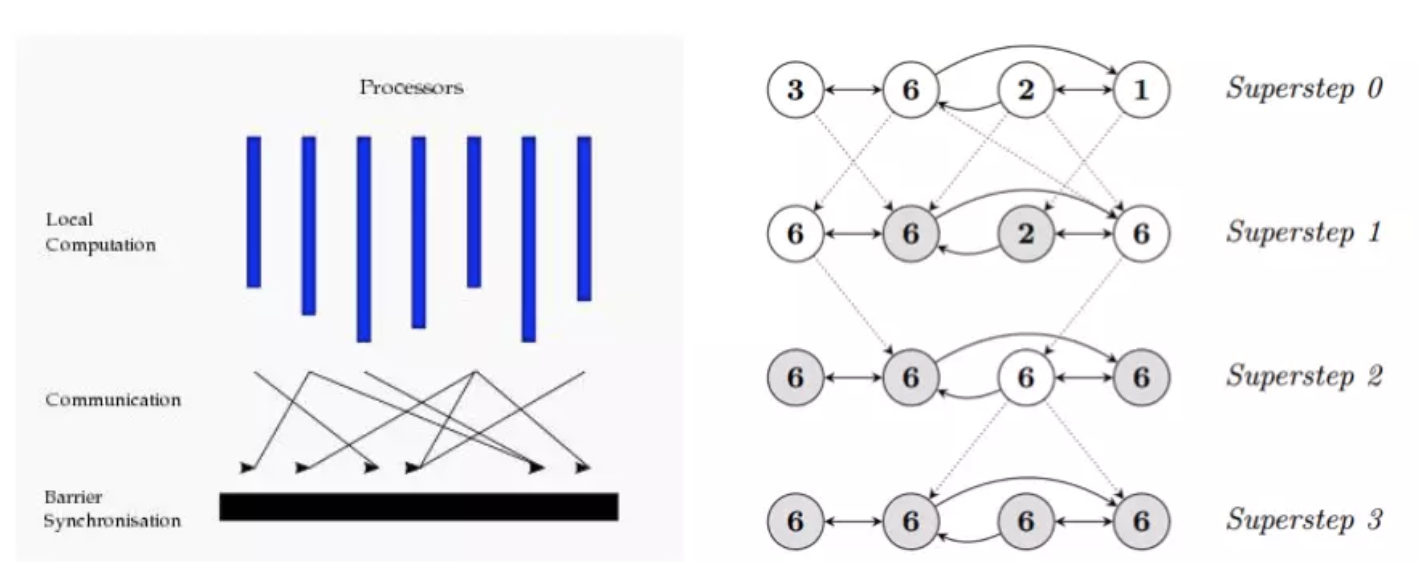 Processors
Local
Computation
Communication
Barrier
Synchronisation
3 6 2 1 Superstep 0
6 6 2 6 Superstep 1
6 6 6 6 Superstep 2
6 6 6 6 Superstep 3